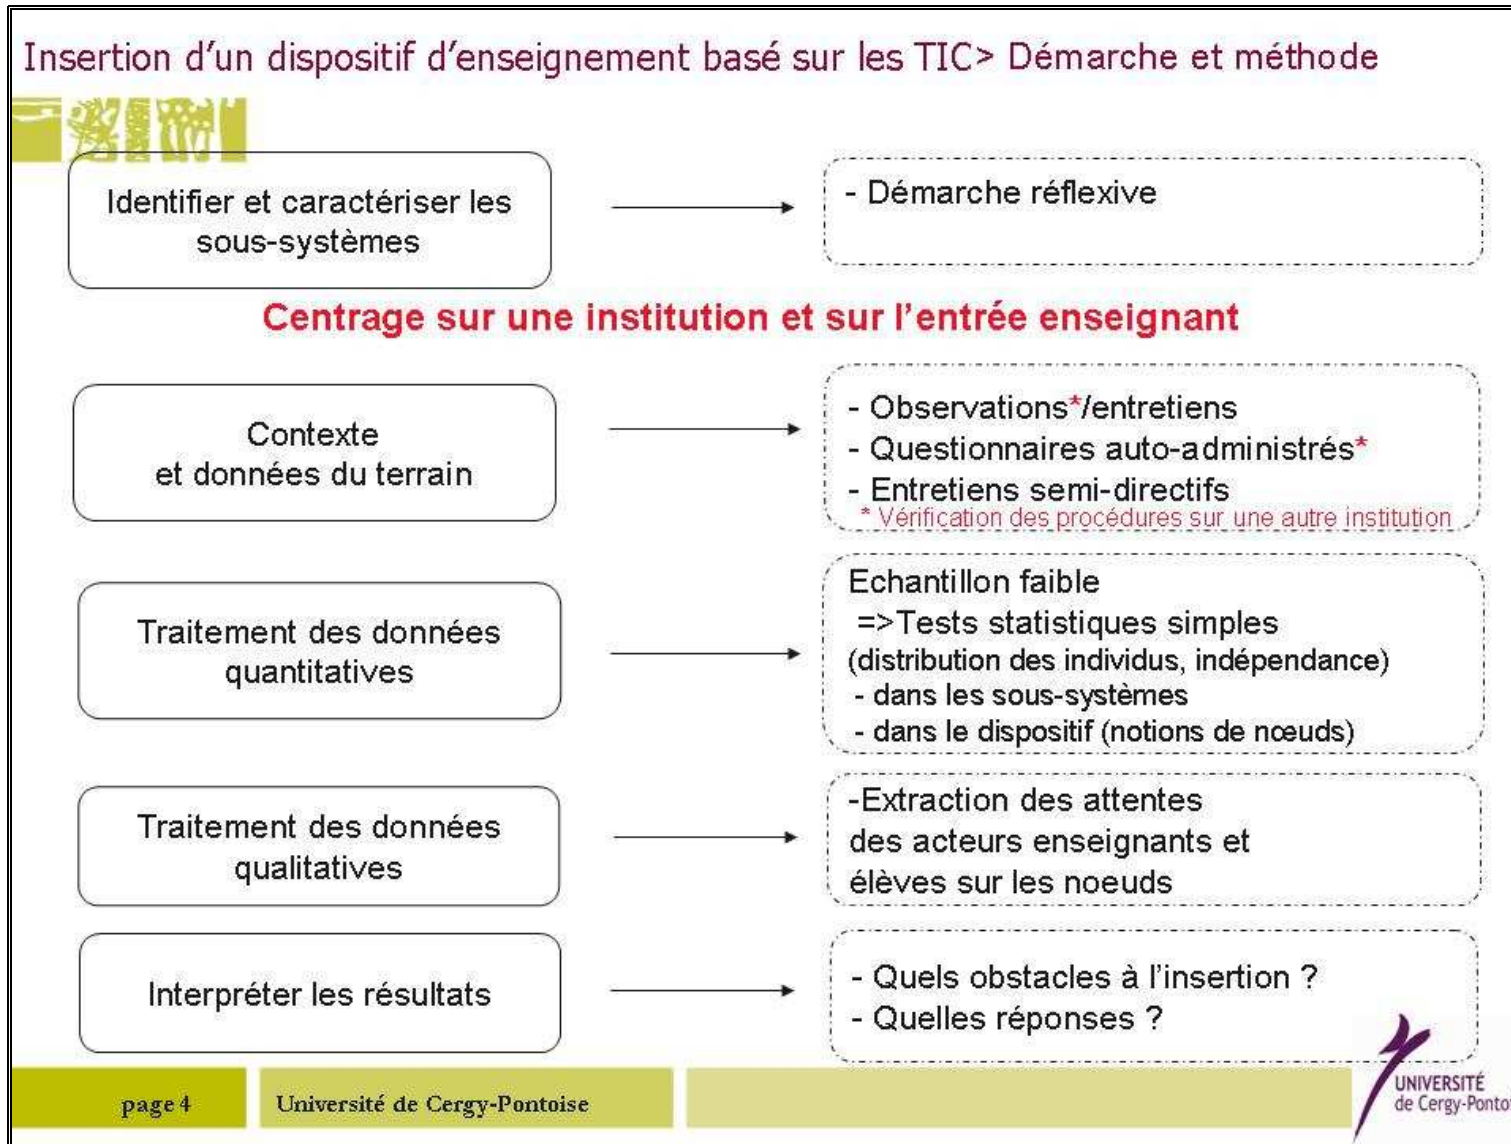 Insertion d'un dispositif d'enseignement basé sur les TIC> Démarche et méthode
Identifier et caractériser les
sous-systèmes
- Démarche réflexive
Centrage sur une institution et sur l'entrée enseignant
Contexte
et données du terrain
- Observations*/entretiens
- Questionnaires auto-administrés*
- Entretiens semi-directifs
* Vérification des procédures sur une autre institution
Traitement des données
quantitatives
Echantillon faible
=>Tests statistiques simples
(distribution des individus, indépendance)
- dans les sous-systèmes
- dans le dispositif (notions de nœuds)
Traitement des données
qualitatives
-Extraction des attentes
des acteurs enseignants et
élèves sur les noeuds
Interpréter les résultats
- Quels obstacles à l'insertion ?
- Quelles réponses ?
page 4
Université de Cergy-Pontoise
UNIVERSITÉ
de Cergy-Ponto